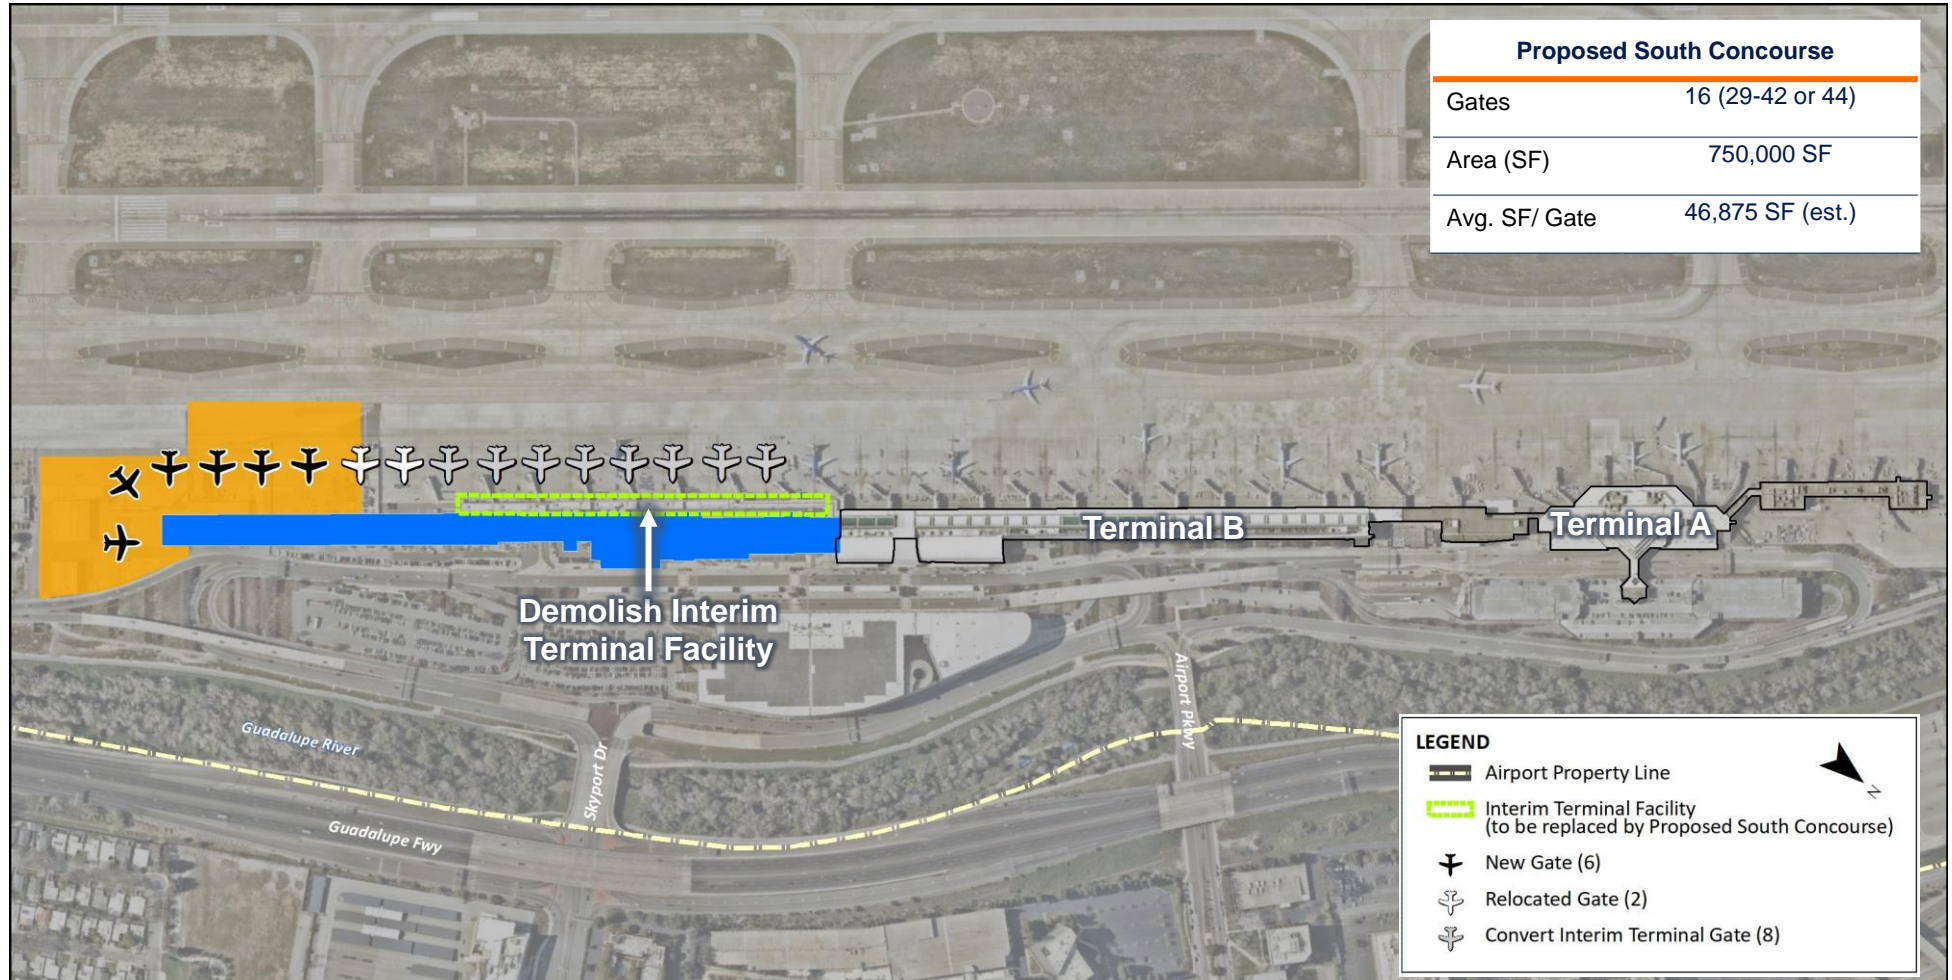 Proposed South Concourse
Gates 16 (29-42 or 44)
Area (SF) 750,000 SF
Avg. SF/ Gate 46,875 SF (est.)
Terminal B
Terminal A
Demolish Interim
Terminal Facility
Airport Pkwy
Guadalupe River
Skyport Dr
Guadalupe Fwy
LEGEND
Airport Property Line
Interim Terminal Facility
(to be replaced by Proposed South Concourse)
New Gate (6)
Relocated Gate (2)
Convert Interim Terminal Gate (8)
N